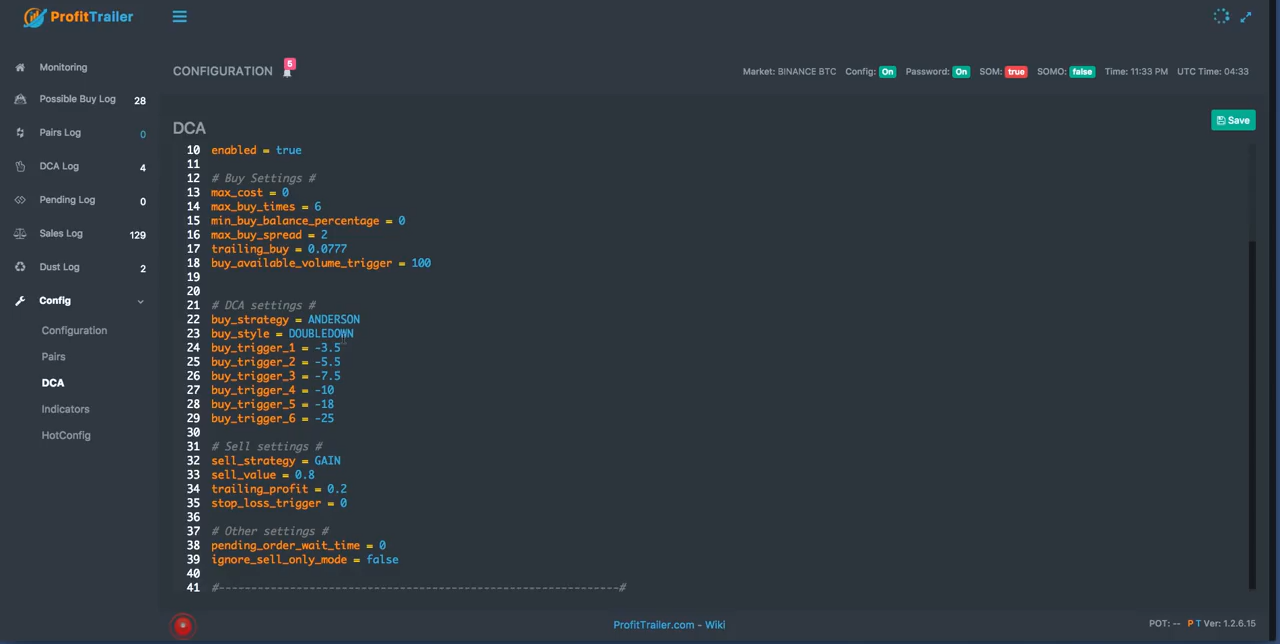 ProfitTrailer
CONFIGURATION 5
Market: BINANCE BTC Config: On Password: On SOM: true SOMO: false Time: 11:33 PM UTC Time: 04:33
Monitoring
Possible Buy Log 28
Pairs Log 0
DCA Log 4
Pending Log 0
Sales Log 129
Dust Log 2
Config
Configuration
Pairs
DCA
Indicators
HotConfig
DCA
Save
10 enabled = true
11
12 # Buy Settings #
13 max_cost = 0
14 max_buy_times = 6
15 min_buy_balance_percentage = 0
16 max_buy_spread = 2
17 trailing_buy = 0.0777
18 buy_available_volume_trigger = 100
19
20
21 # DCA settings #
22 buy_strategy = ANDERSON
23 buy_style = DOUBLEDOWN
24 buy_trigger_1 = -3.5
25 buy_trigger_2 = -5.5
26 buy_trigger_3 = -7.5
27 buy_trigger_4 = -10
28 buy_trigger_5 = -18
29 buy_trigger_6 = -25
30
31 # Sell settings #
32 sell_strategy = GAIN
33 sell_value = 0.8
34 trailing_profit = 0.2
35 stop_loss_trigger = 0
36
37 # Other settings #
38 pending_order_wait_time = 0
39 ignore_sell_only_mode = false
40
41 #--------------------------------------------------------------#
ProfitTrailer.com - Wiki
POT: -- P T Ver: 1.2.6.15